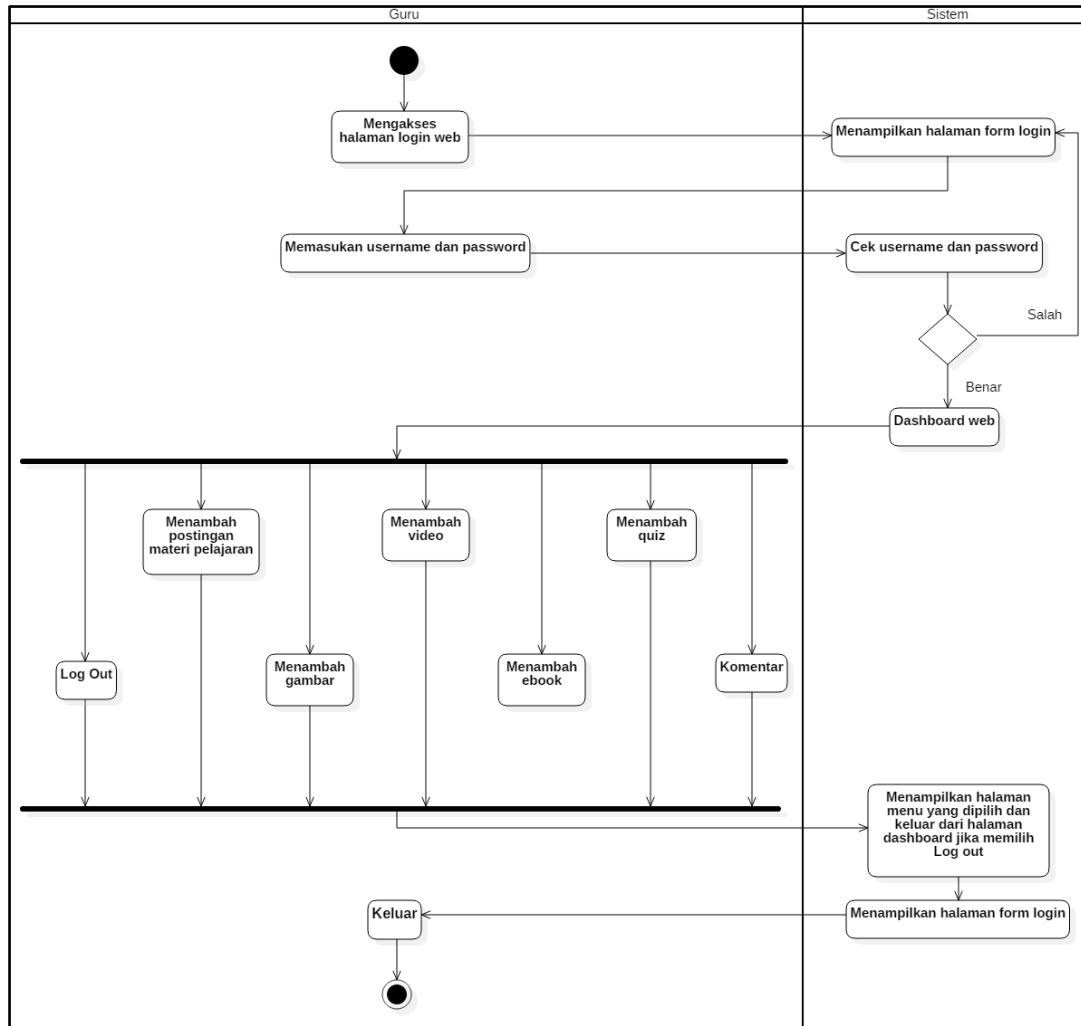 Guru
Sistem
Mengakses
halaman login web
Menampilkan halaman form login
Memasukan username dan password
Cek username dan password
Salah
Benar
Dashboard web
Menambah
postingan
materi pelajaran
Menambah
video
Menambah
quiz
Log Out
Menambah
gambar
Menambah
ebook
Komentar
Menampilkan halaman
menu yang dipilih dan
keluar dari halaman
dashboard jika memilih
Log out
Keluar
Menampilkan halaman form login